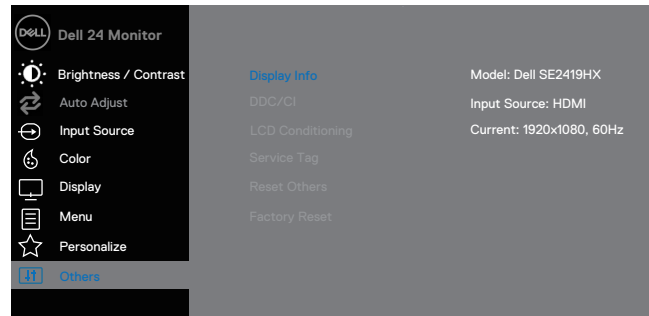 DELL
Dell 24 Monitor
Brightness / Contrast
Auto Adjust
Input Source
Color
Display
Menu
Personalize
Others
Display Info
DDC/CI
LCD Conditioning
Service Tag
Reset Others
Factory Reset
Model: Dell SE2419HX
Input Source: HDMI
Current: 1920x1080, 60Hz